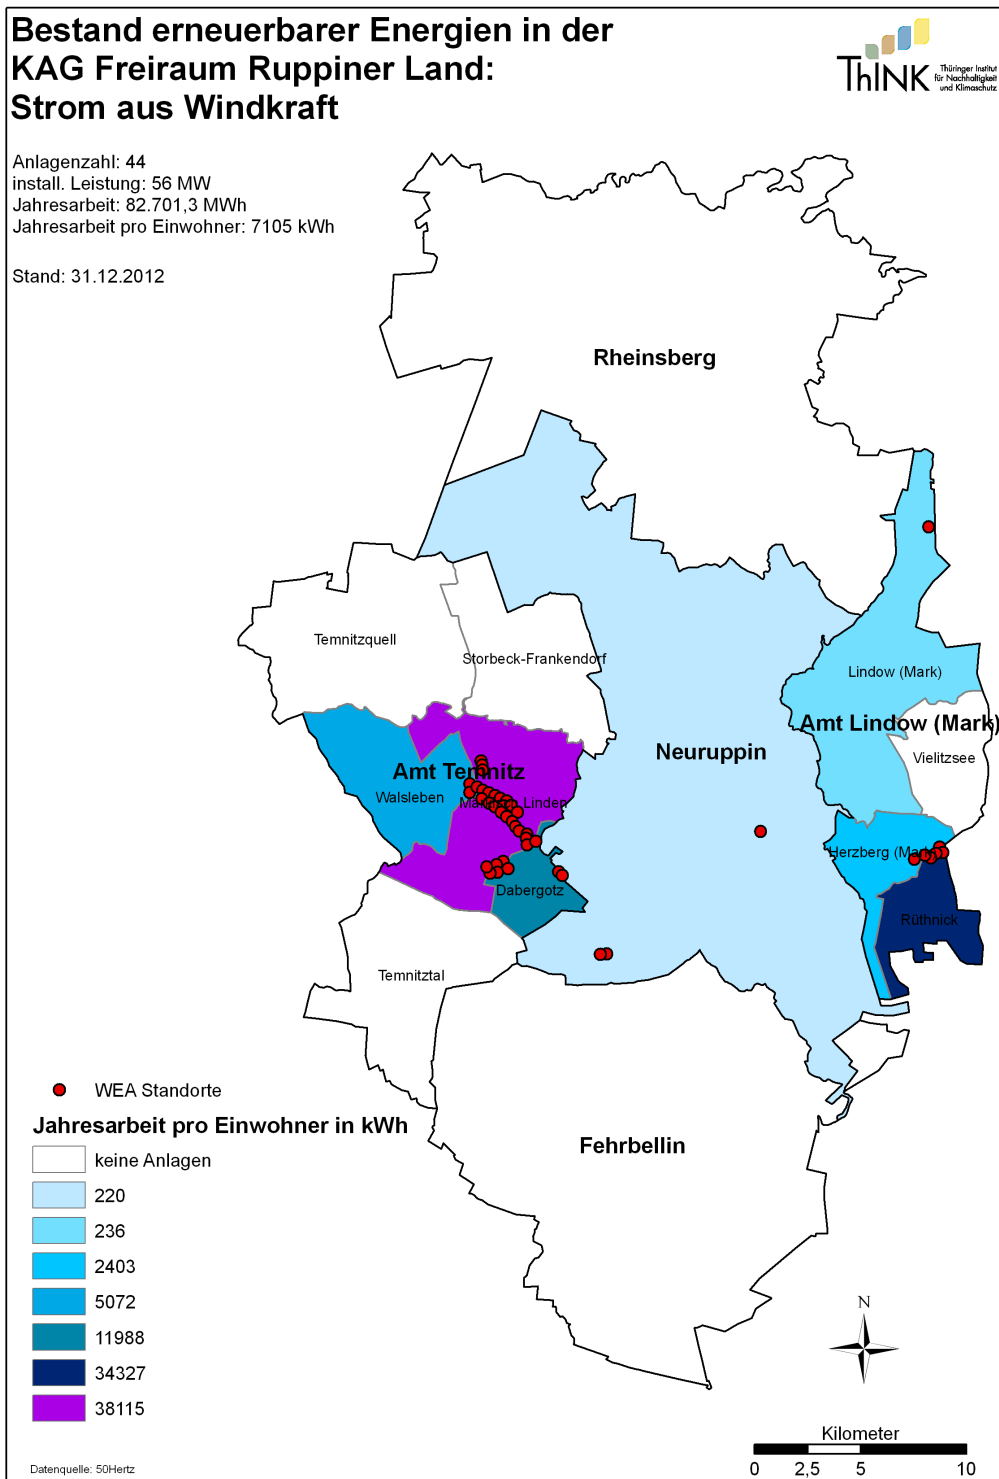 Bestand erneuerbarer Energien in der
KAG Freiraum Ruppiner Land:
Strom aus Windkraft
ThINK
Thüringer Institut
für Nachhaltigkeit
und Klimaschutz
Anlagenzahl: 44
install. Leistung: 56 MW
Jahresarbeit: 82.701,3 MWh
Jahresarbeit pro Einwohner: 7105 kWh
Stand: 31.12.2012
Rheinsberg
Temnitzquell
Storbeck-Frankendorf
Lindow (Mark)
Amt Lindow (Mark)
Neuruppin
Vielitzsee
Amt Temnitz
Walsleben
Linden
Herzberg (Mark)
Dabergotz
Rüthnick
Temnitztal
Fehrbellin
WEA Standorte
Jahresarbeit pro Einwohner in kWh
keine Anlagen
220
236
2403
5072
11988
34327
38115
N
Kilometer
0 2,5 5 10
Datenquelle: 50Hertz